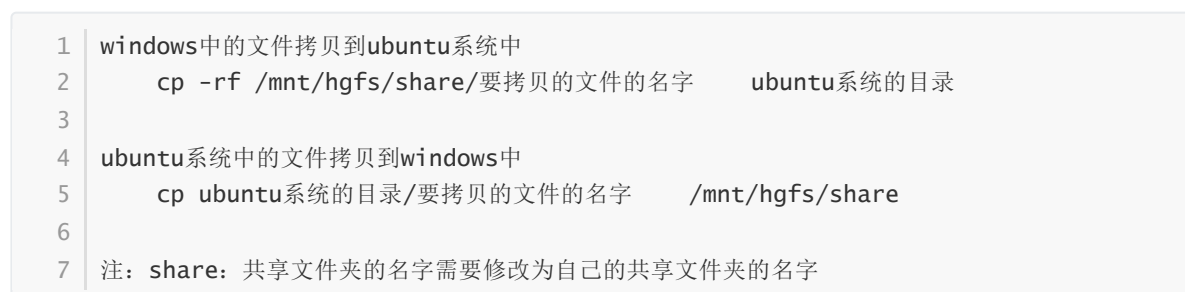 1 windows中的文件拷贝到ubuntu系统中
2     cp -rf /mnt/hgfs/share/要拷贝的文件的名字    ubuntu系统的目录
3
4 ubuntu系统中的文件拷贝到windows中
5     cp ubuntu系统的目录/要拷贝的文件的名字    /mnt/hgfs/share
6
7 注：share：共享文件夹的名字需要修改为自己的共享文件夹的名字